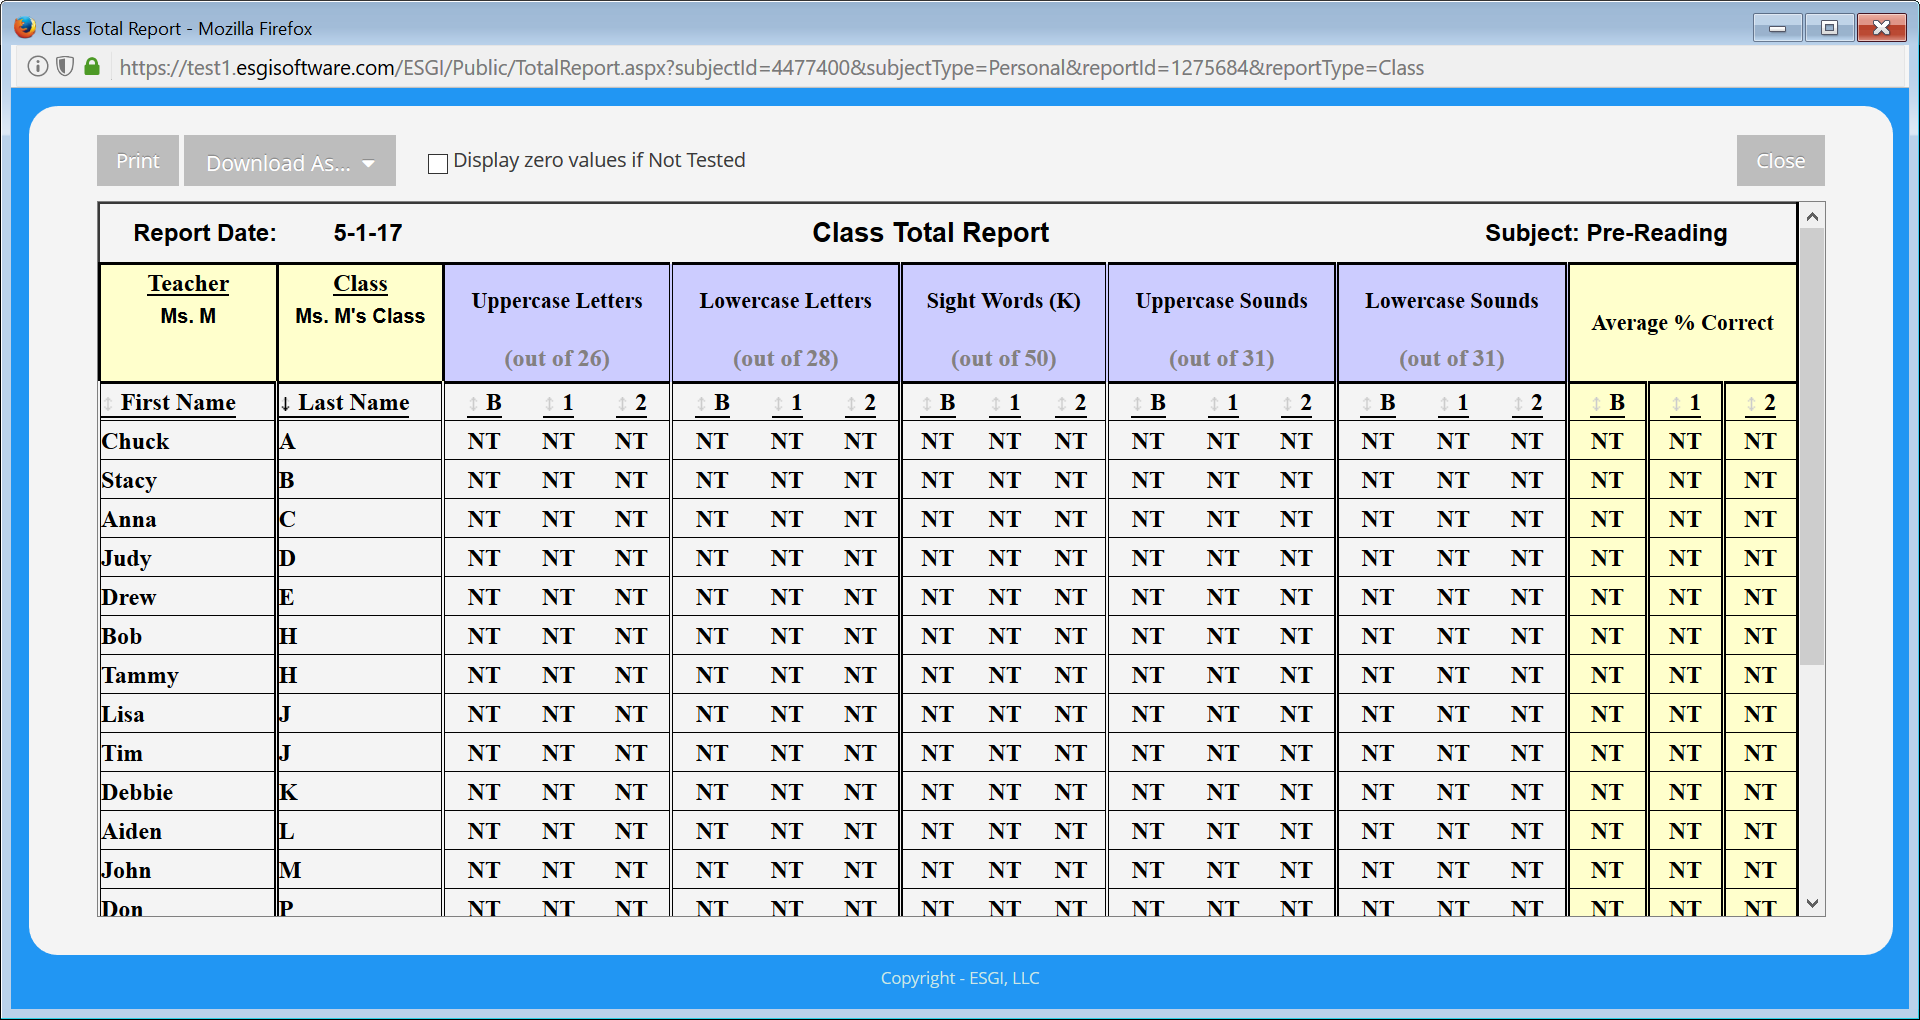 Class Total Report - Mozilla Firefox
https://test1.esgisoftware.com/ESGI/Public/TotalReport.aspx?subjectId=4477400&subjectType=Personal&reportId=1275684&reportType=Class
Print Download As... Display zero values if Not Tested Close
Report Date: 5-1-17 Class Total Report Subject: Pre-Reading
Teacher Class
Ms. M Ms. M's Class
Uppercase Letters Lowercase Letters Sight Words (K) Uppercase Sounds Lowercase Sounds Average % Correct
(out of 26) (out of 28) (out of 50) (out of 31) (out of 31)
↕ First Name ↓ Last Name ↕ B ↕ 1 ↕ 2 ↕ B ↕ 1 ↕ 2 ↕ B ↕ 1 ↕ 2 ↕ B ↕ 1 ↕ 2 ↕ B ↕ 1 ↕ 2 ↕ B ↕ 1 ↕ 2
Chuck A NT NT NT NT NT NT NT NT NT NT NT NT NT NT NT NT NT NT
Stacy B NT NT NT NT NT NT NT NT NT NT NT NT NT NT NT NT NT NT
Anna C NT NT NT NT NT NT NT NT NT NT NT NT NT NT NT NT NT NT
Judy D NT NT NT NT NT NT NT NT NT NT NT NT NT NT NT NT NT NT
Drew E NT NT NT NT NT NT NT NT NT NT NT NT NT NT NT NT NT NT
Bob H NT NT NT NT NT NT NT NT NT NT NT NT NT NT NT NT NT NT
Tammy H NT NT NT NT NT NT NT NT NT NT NT NT NT NT NT NT NT NT
Lisa J NT NT NT NT NT NT NT NT NT NT NT NT NT NT NT NT NT NT
Tim J NT NT NT NT NT NT NT NT NT NT NT NT NT NT NT NT NT NT
Debbie K NT NT NT NT NT NT NT NT NT NT NT NT NT NT NT NT NT NT
Aiden L NT NT NT NT NT NT NT NT NT NT NT NT NT NT NT NT NT NT
John M NT NT NT NT NT NT NT NT NT NT NT NT NT NT NT NT NT NT
Don P NT NT NT NT NT NT NT NT NT NT NT NT NT NT NT NT NT NT
Copyright - ESGI, LLC